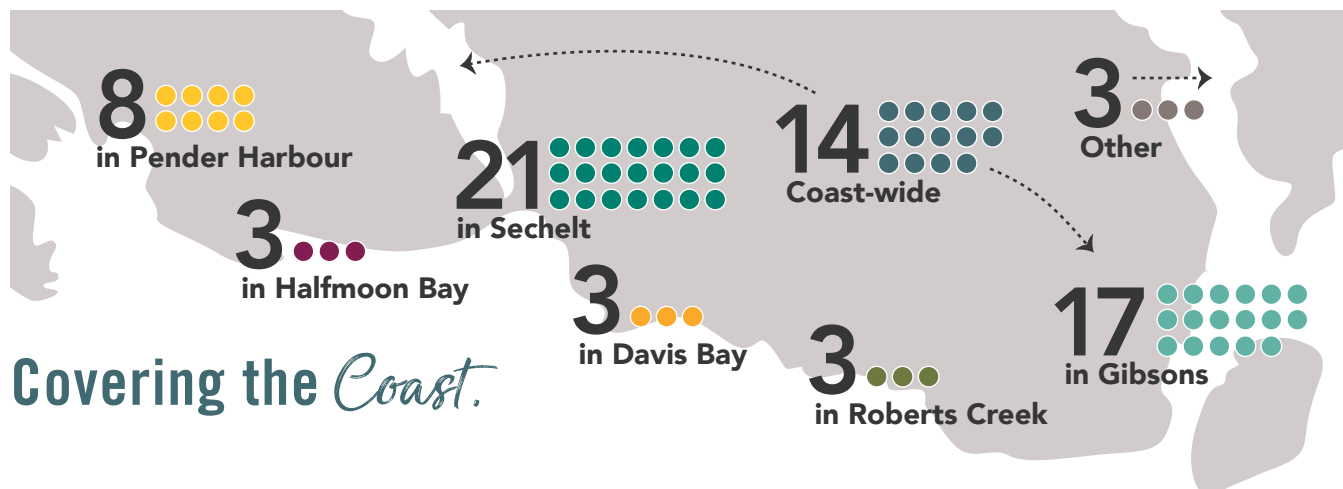 8
in Pender Harbour
3
in Halfmoon Bay
21
in Sechelt
3
in Davis Bay
14
Coast-wide
3
in Roberts Creek
3
Other
17
in Gibsons
Covering the Coast.